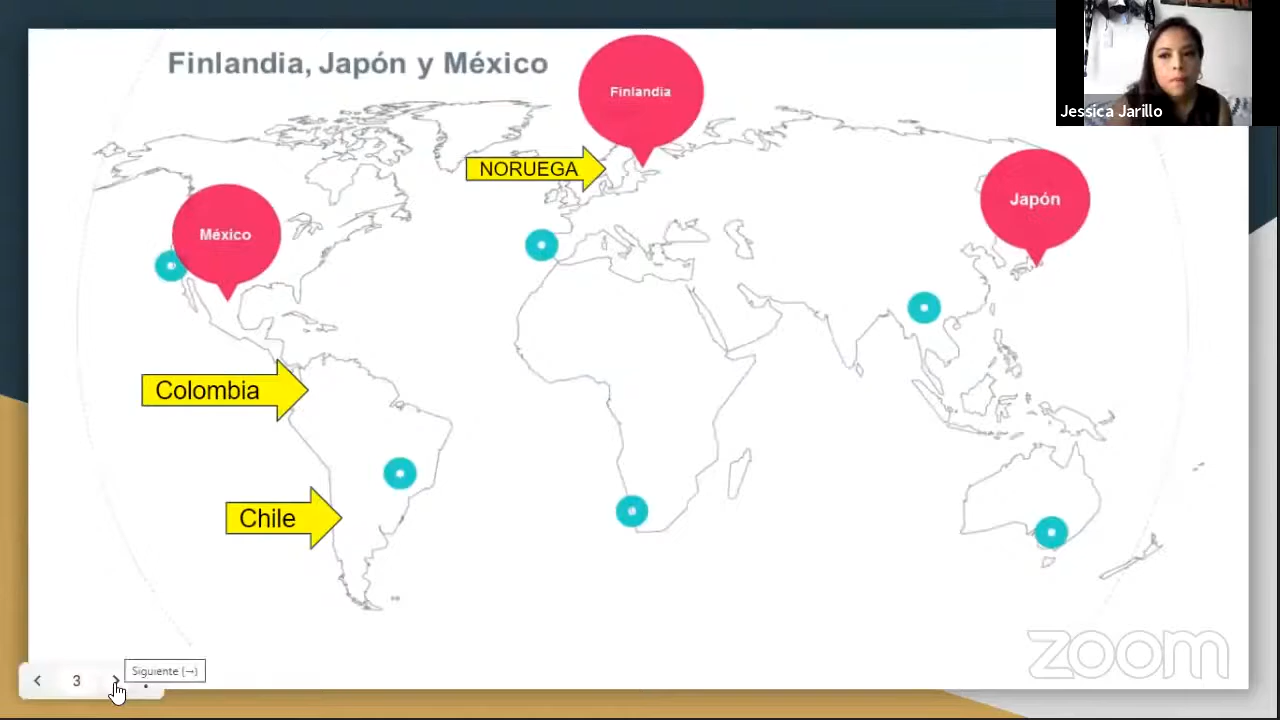 Finlandia, Japón y México
Finlandia
Jessica Jarillo
NORUEGA
Japón
México
Colombia
Chile
zoom
Siguiente (→)
3